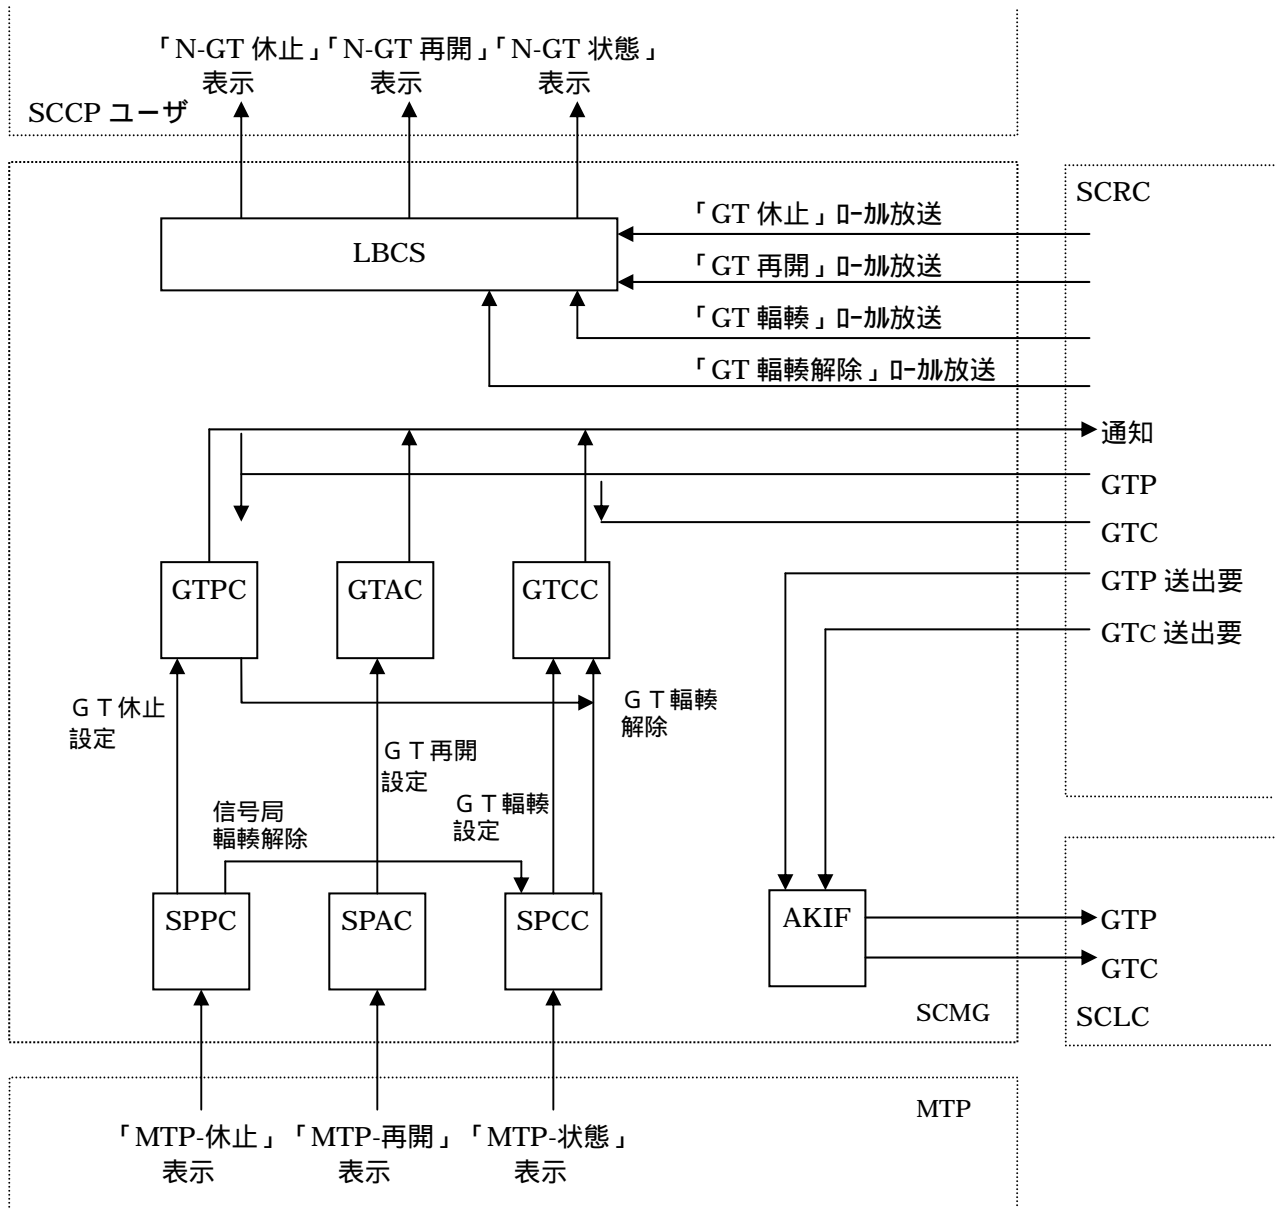 「N-GT 休止」「N-GT 再開」「N-GT 状態」
表示 表示 表示
SCCP ユーザ
SCRC
「GT 休止」ﾛｰｶﾙ放送
LBCS
「GT 再開」ﾛｰｶﾙ放送
「GT 輻輳」ﾛｰｶﾙ放送
「GT 輻輳解除」ﾛｰｶﾙ放送
通知
GTP
GTC
GTPC GTAC GTCC
GTP 送出要
GTC 送出要
ＧＴ休止
設定
ＧＴ輻輳
解除
ＧＴ再開
設定
ＧＴ輻輳
設定
信号局
輻輳解除
SPPC SPAC SPCC AKIF
GTP
GTC
SCMG
SCLC
MTP
「MTP-休止」「MTP-再開」「MTP-状態」
表示 表示 表示